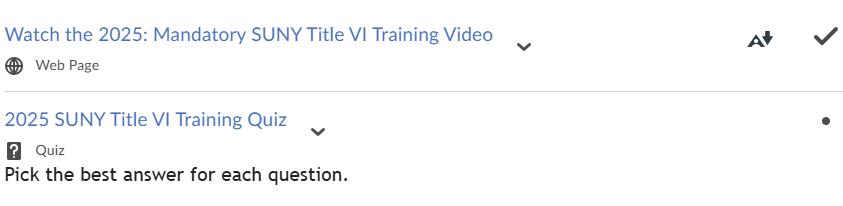 Watch the 2025: Mandatory SUNY Title VI Training Video
Web Page
2025 SUNY Title VI Training Quiz
Quiz
Pick the best answer for each question.